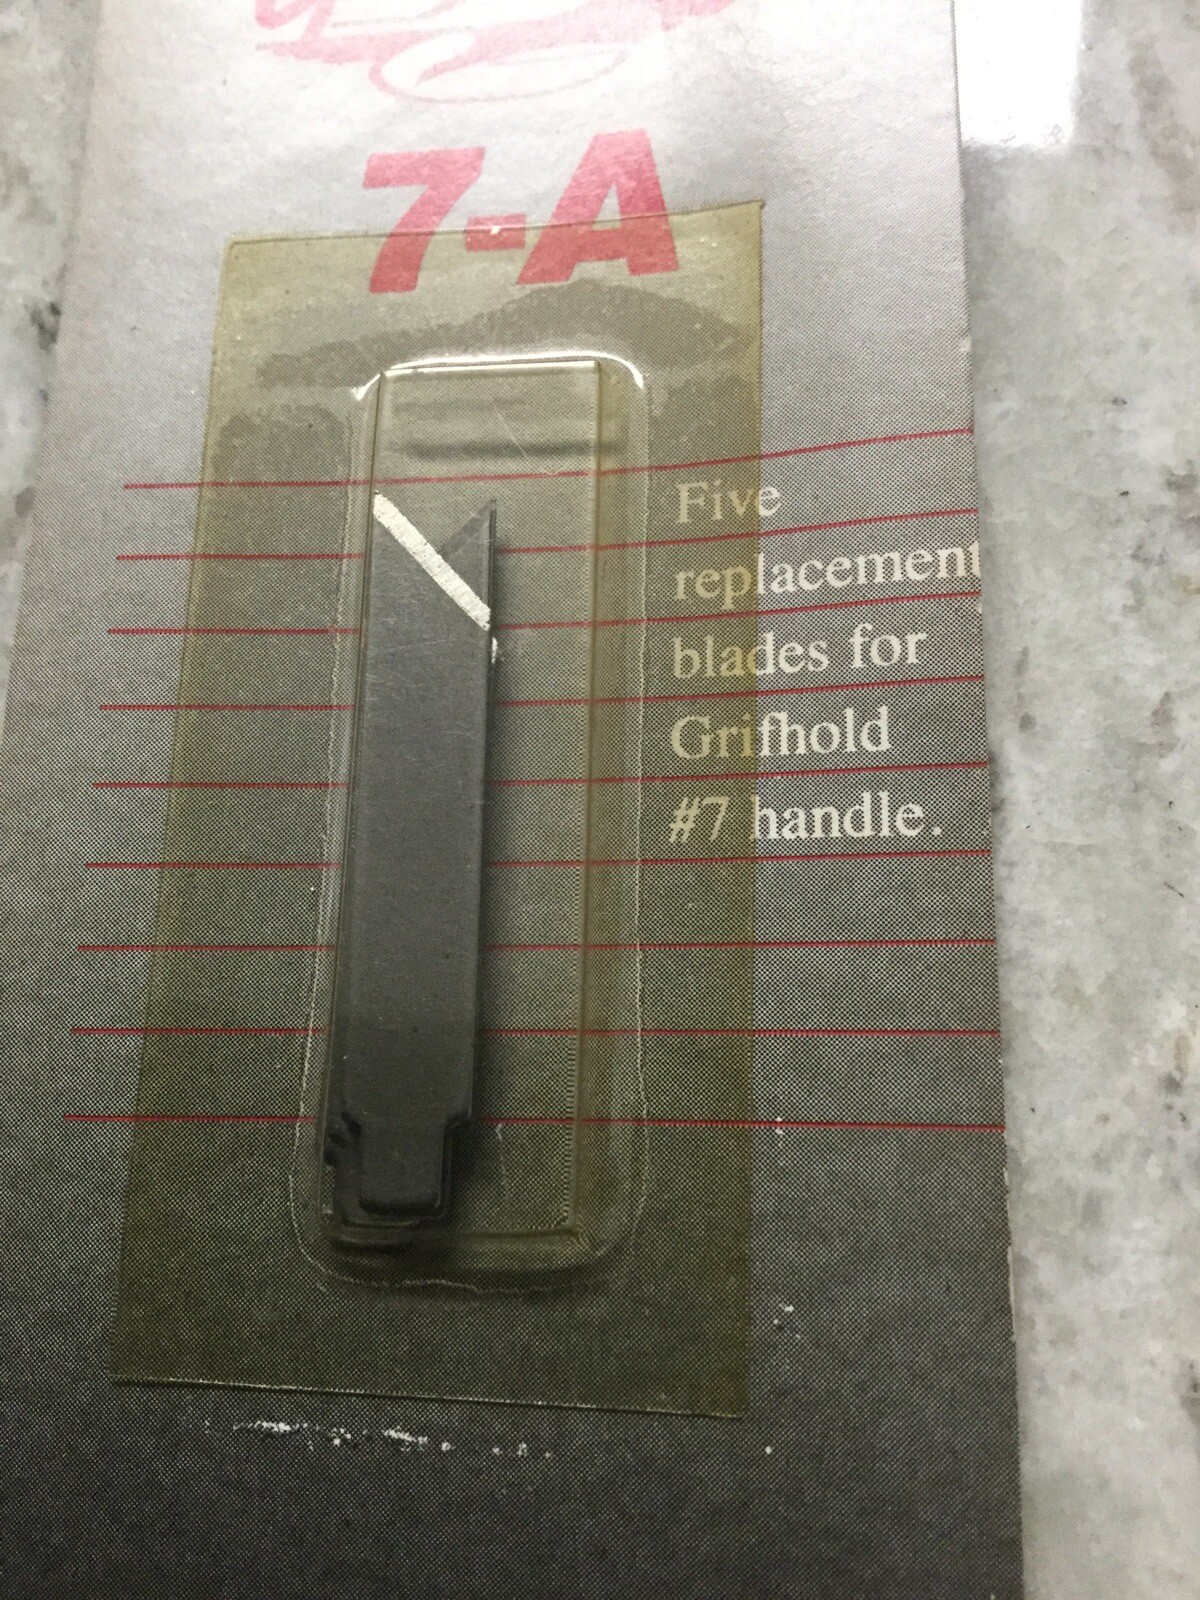 7-A
Five
replacement
blades for
Grifhold
#7 handle.